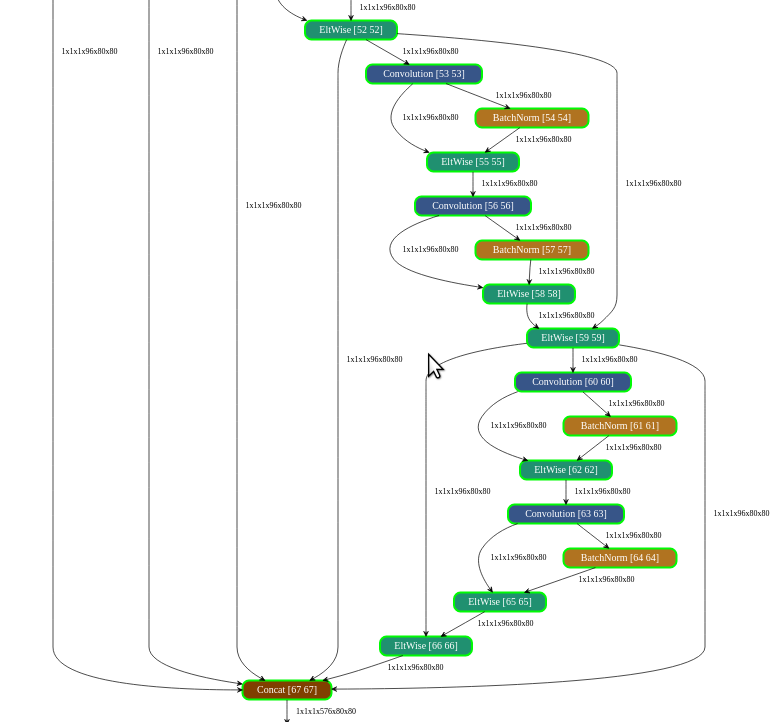 1x1x1x96x80x80
EltWise [52 52]
1x1x1x96x80x80 1x1x1x96x80x80 1x1x1x96x80x80
Convolution [53 53]
1x1x1x96x80x80
1x1x1x96x80x80 BatchNorm [54 54]
1x1x1x96x80x80
EltWise [55 55]
1x1x1x96x80x80 1x1x1x96x80x80
1x1x1x96x80x80 Convolution [56 56]
1x1x1x96x80x80
1x1x1x96x80x80 BatchNorm [57 57]
1x1x1x96x80x80
EltWise [58 58]
1x1x1x96x80x80
EltWise [59 59]
1x1x1x96x80x80 1x1x1x96x80x80
Convolution [60 60]
1x1x1x96x80x80
1x1x1x96x80x80 BatchNorm [61 61]
1x1x1x96x80x80
EltWise [62 62]
1x1x1x96x80x80 1x1x1x96x80x80
Convolution [63 63] 1x1x1x96x80x80
1x1x1x96x80x80
1x1x1x96x80x80 BatchNorm [64 64]
1x1x1x96x80x80
EltWise [65 65]
1x1x1x96x80x80
EltWise [66 66]
1x1x1x96x80x80
Concat [67 67]
1x1x1x576x80x80